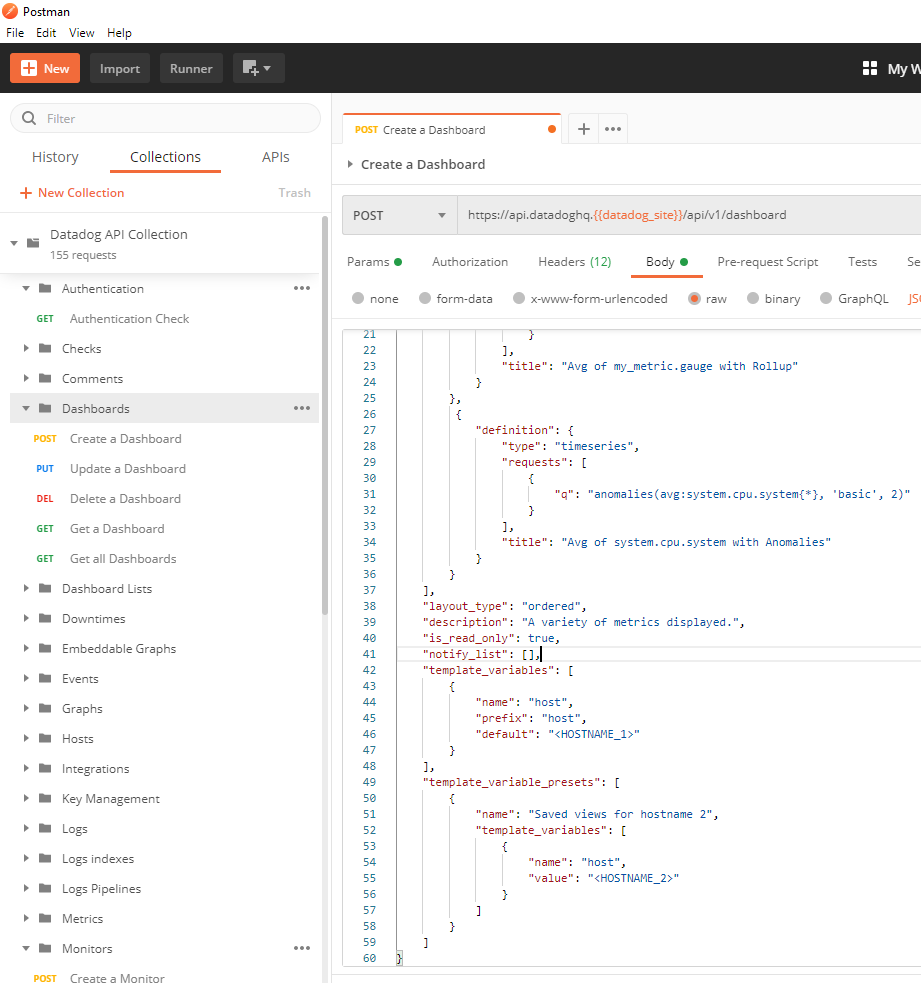 Postman
File Edit View Help
New Import Runner My W
Filter
History Collections APIs
New Collection Trash
Datadog API Collection
155 requests
Authentication
GET Authentication Check
Checks
Comments
Dashboards
POST Create a Dashboard
PUT Update a Dashboard
DEL Delete a Dashboard
GET Get a Dashboard
GET Get all Dashboards
Dashboard Lists
Downtimes
Embeddable Graphs
Events
Graphs
Hosts
Integrations
Key Management
Logs
Logs indexes
Logs Pipelines
Metrics
Monitors
POST Create a Monitor
POST Create a Dashboard
Create a Dashboard
POST https://api.datadoghq.{{datadog_site}}/api/v1/dashboard
Params Authorization Headers (12) Body Pre-request Script Tests Se
none form-data x-www-form-urlencoded raw binary GraphQL JSO
21 }
22 ],
23 "title": "Avg of my_metric.gauge with Rollup"
24 }
25 },
26 {
27 "definition": {
28 "type": "timeseries",
29 "requests": [
30 {
31 "q": "anomalies(avg:system.cpu.system{*}, 'basic', 2)"
32 }
33 ],
34 "title": "Avg of system.cpu.system with Anomalies"
35 }
36 }
37 ],
38 "layout_type": "ordered",
39 "description": "A variety of metrics displayed.",
40 "is_read_only": true,
41 "notify_list": [],
42 "template_variables": [
43 {
44 "name": "host",
45 "prefix": "host",
46 "default": "<HOSTNAME_1>"
47 }
48 ],
49 "template_variable_presets": [
50 {
51 "name": "Saved views for hostname 2",
52 "template_variables": [
53 {
54 "name": "host",
55 "value": "<HOSTNAME_2>"
56 }
57 ]
58 }
59 ]
60 }